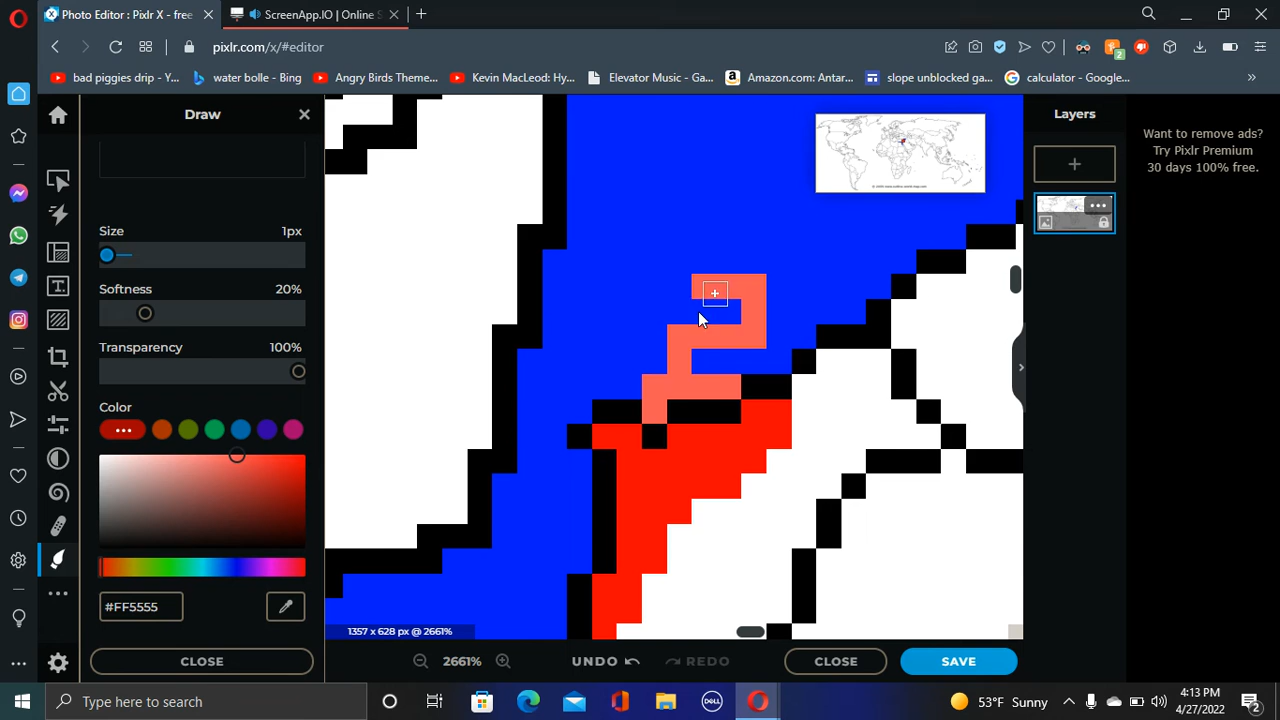 Photo Editor : Pixlr X - free
ScreenApp.IO | Online S
pixlr.com/x/#editor
bad piggies drip - Y...
water bolle - Bing
Angry Birds Theme...
Kevin MacLeod: Hy...
Elevator Music - Ga...
Amazon.com: Antar...
slope unblocked ga...
calculator - Google...
»
2
Draw
Size
1px
Softness
20%
Transparency
100%
Color
#FF5555
CLOSE
1357 x 628 px @ 2661%
2661%
UNDO
REDO
CLOSE
SAVE
Layers
Want to remove ads?
Try Pixlr Premium
30 days 100% free.
Type here to search
DELL
53°F Sunny
4:13 PM
4/27/2022
2